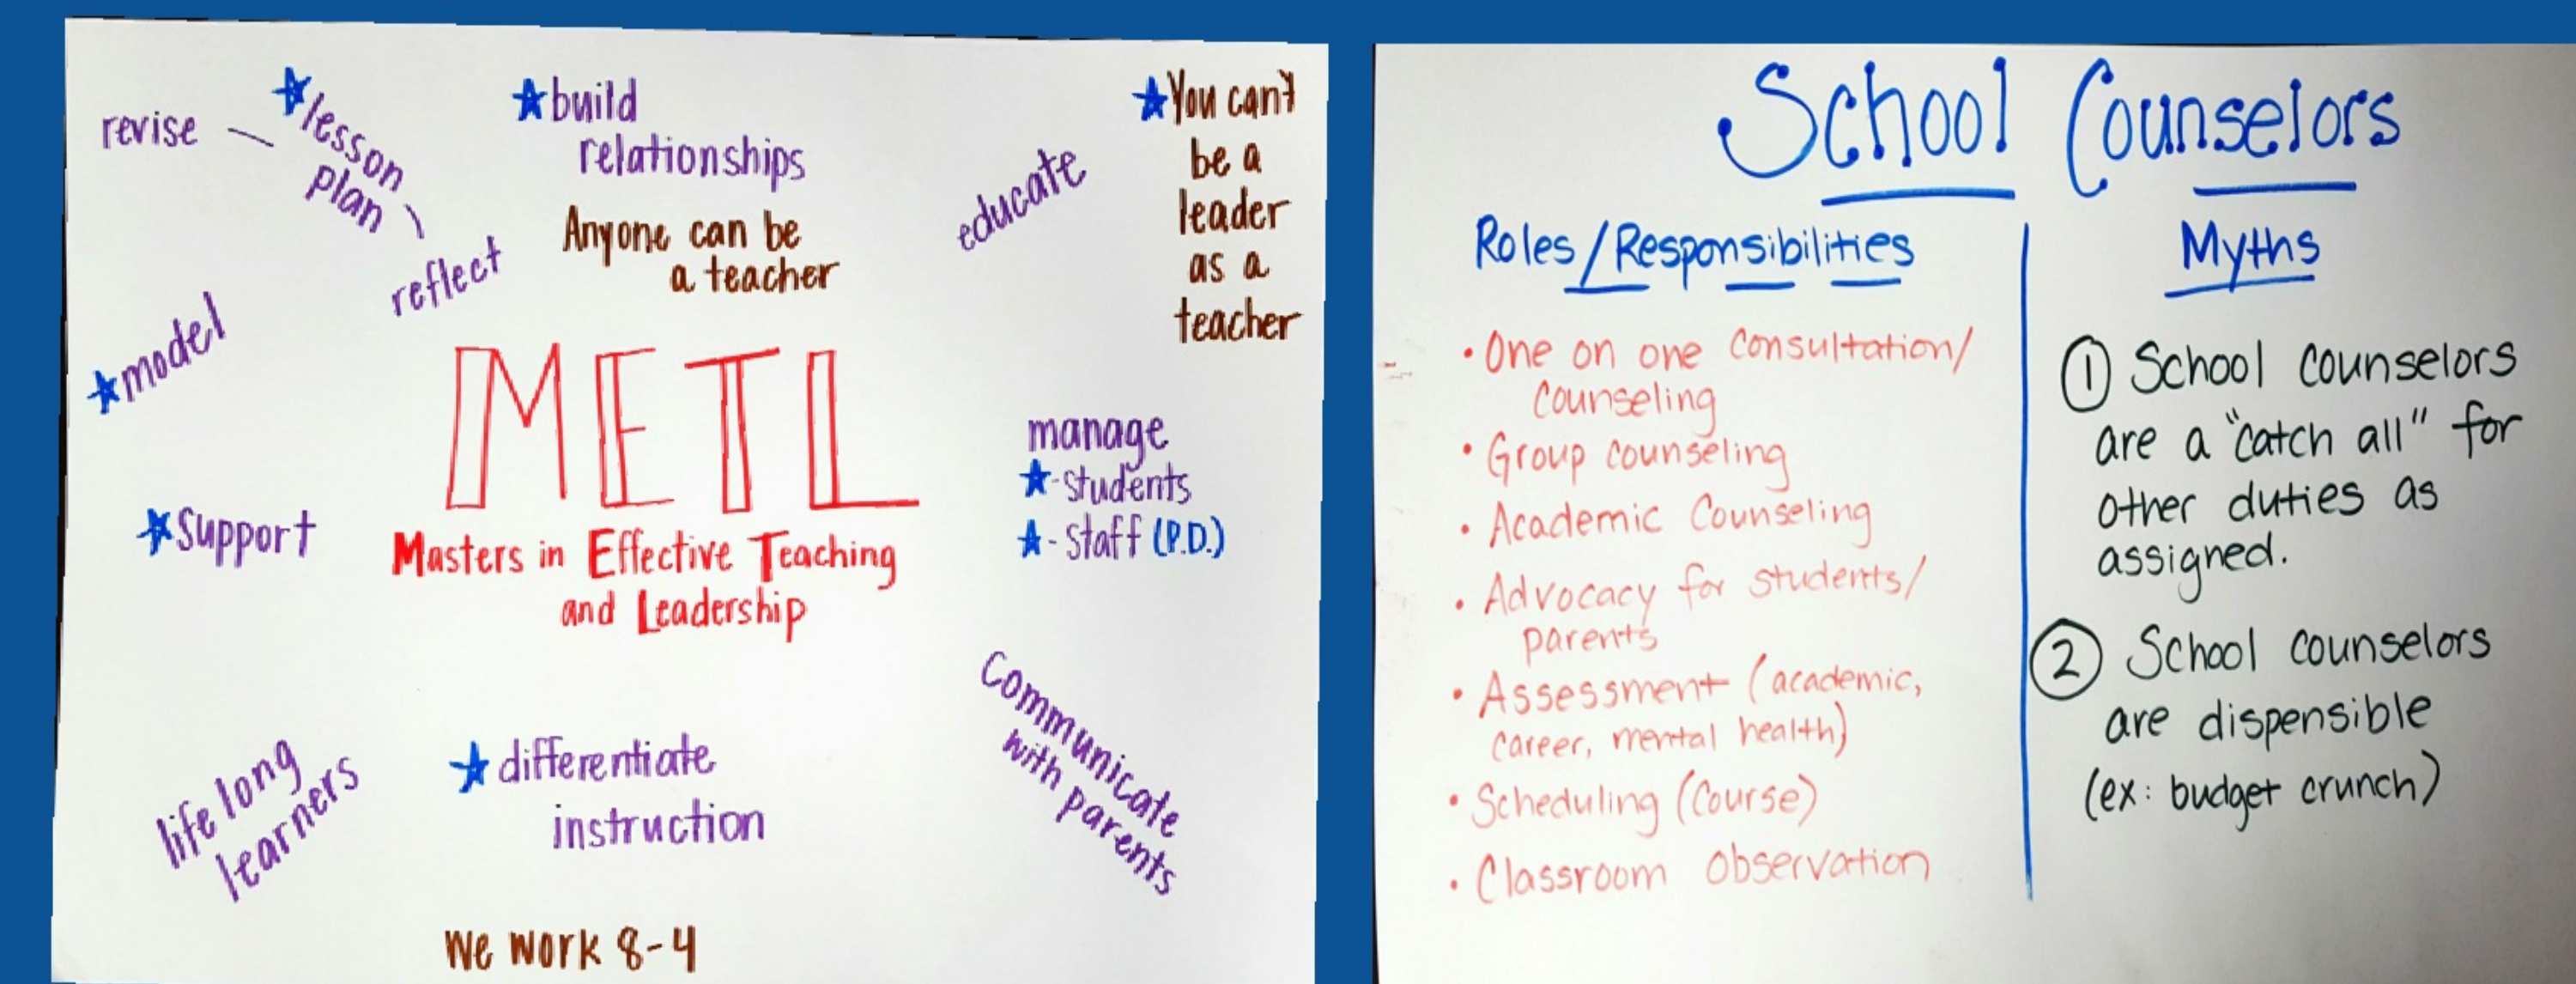 revise
lesson
plan
reflect
build
relationships
Anyone can be
a teacher
educate
You can't
be a
leader
as a
teacher
model
METL
Masters in Effective Teaching
and Leadership
manage
- students
- staff (P.D.)
Support
life long
learners
differentiate
instruction
Communicate
with parents
We work 8-4
School Counselors
Roles/Responsibilities
• One on one Consultation/
Counseling
• Group counseling
• Academic Counseling
• Advocacy for students/
parents
• Assessment (academic,
career, mental health)
• Scheduling (Course)
• Classroom Observation
Myths
① School counselors
are a "catch all" for
other duties as
assigned.
② School counselors
are dispensible
(ex: budget crunch)